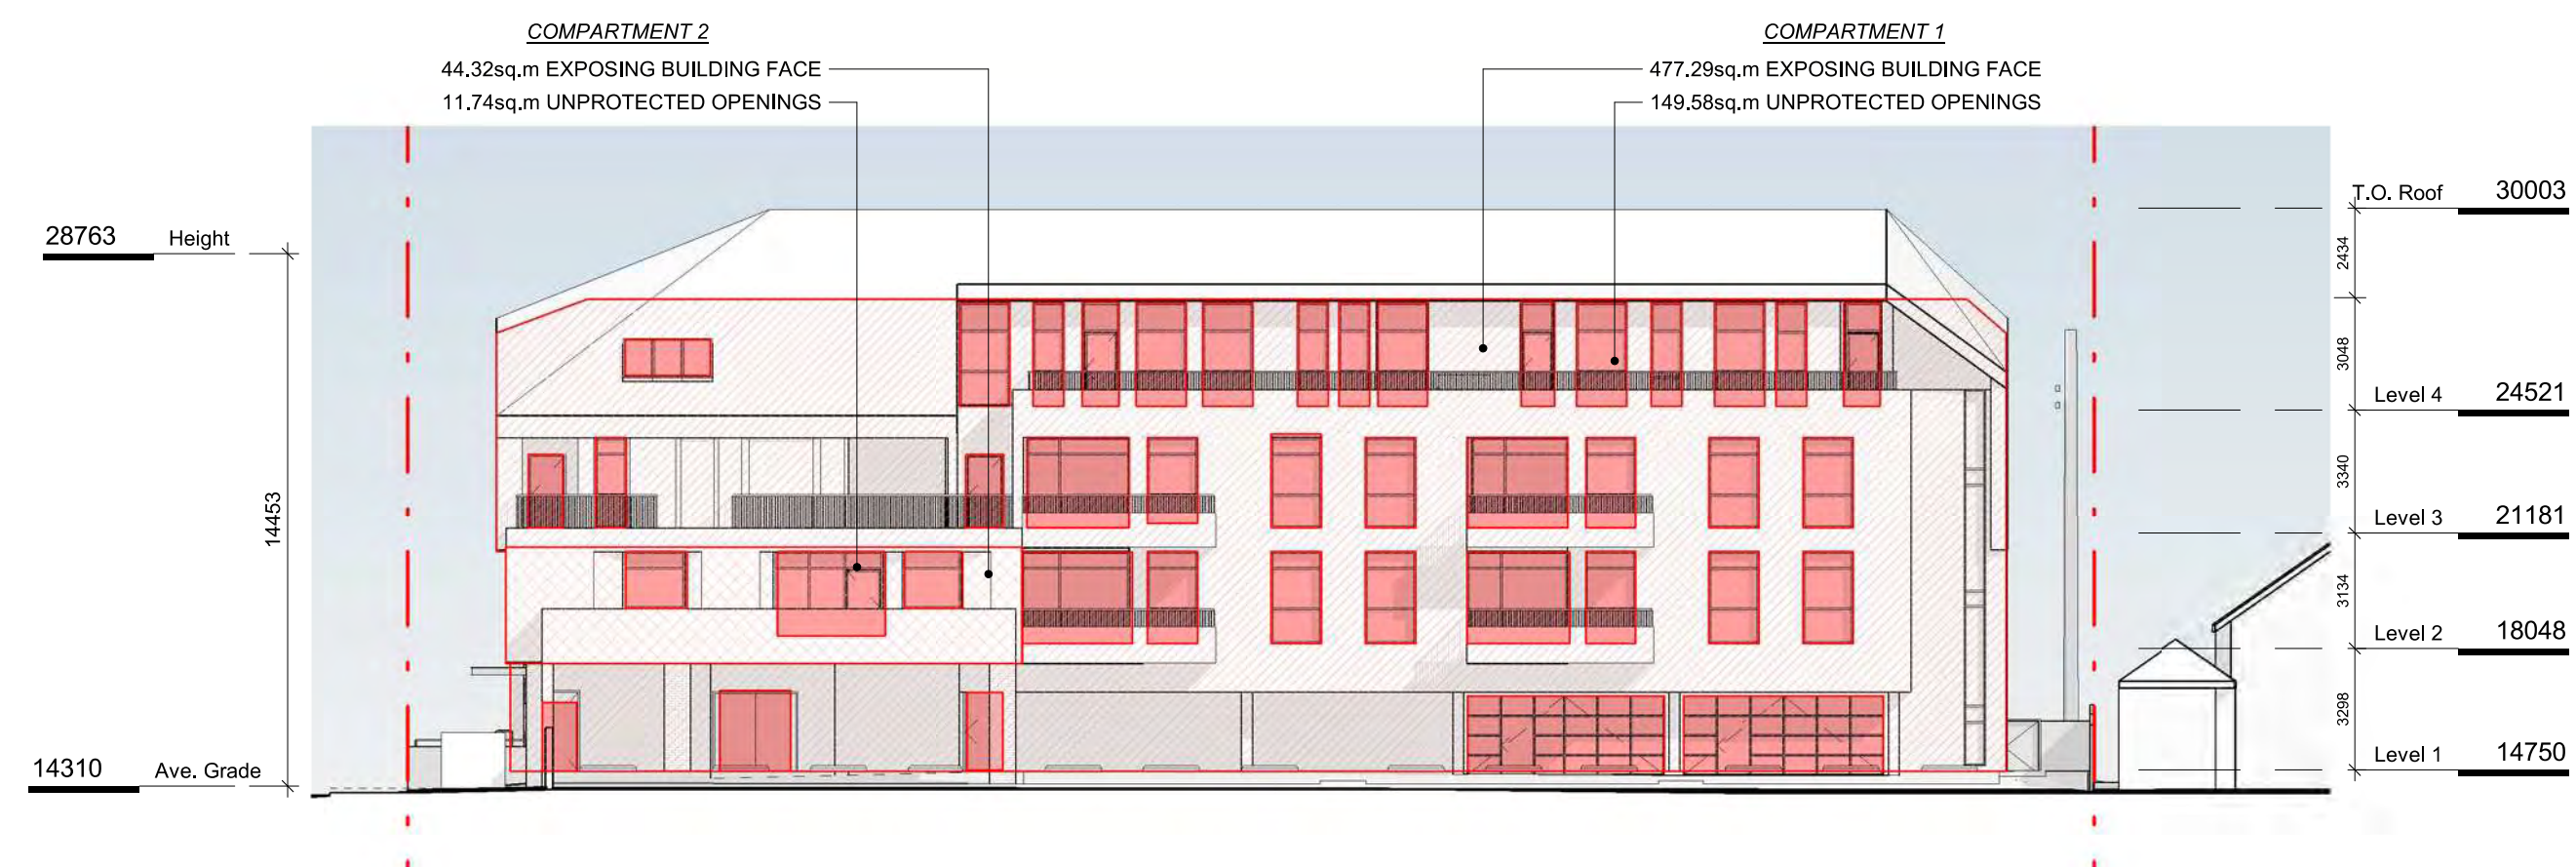 COMPARTMENT 2
44.32sq.m EXPOSING BUILDING FACE
11.74sq.m UNPROTECTED OPENINGS
COMPARTMENT 1
477.29sq.m EXPOSING BUILDING FACE
149.58sq.m UNPROTECTED OPENINGS
28763 Height
14453
14310 Ave. Grade
T.O. Roof 30003
2434
3048
Level 4 24521
3340
Level 3 21181
3134
Level 2 18048
3298
Level 1 14750